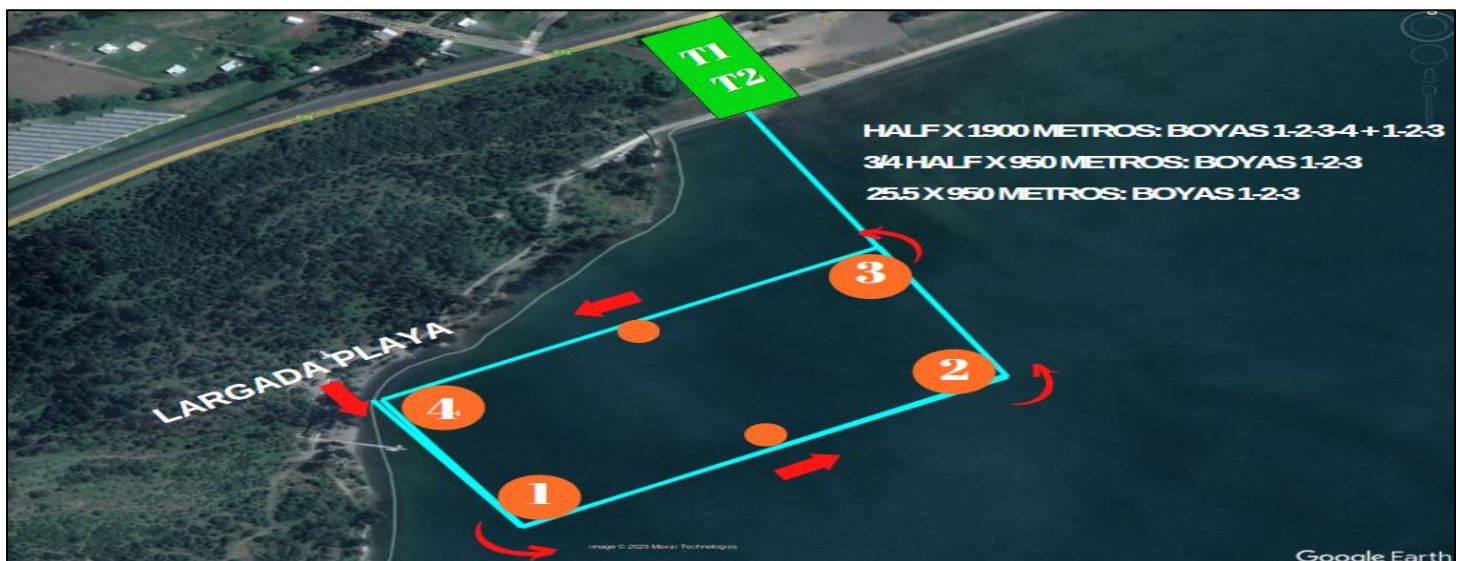 T1
T2
HALF X 1900 METROS: BOYAS 1-2-3-4 + 1-2-3
3/4 HALF X 950 METROS: BOYAS 1-2-3
25.5 X 950 METROS: BOYAS 1-2-3
3
LARGADA PLAYA
2
4
1
Image © 2023 Maxar Technologies
Google Earth